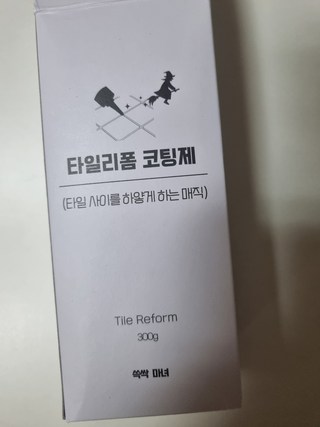 타일리폼 코팅제
(타일 사이를 하얗게 하는 매직)
Tile Reform
300g
쓱싹 마녀